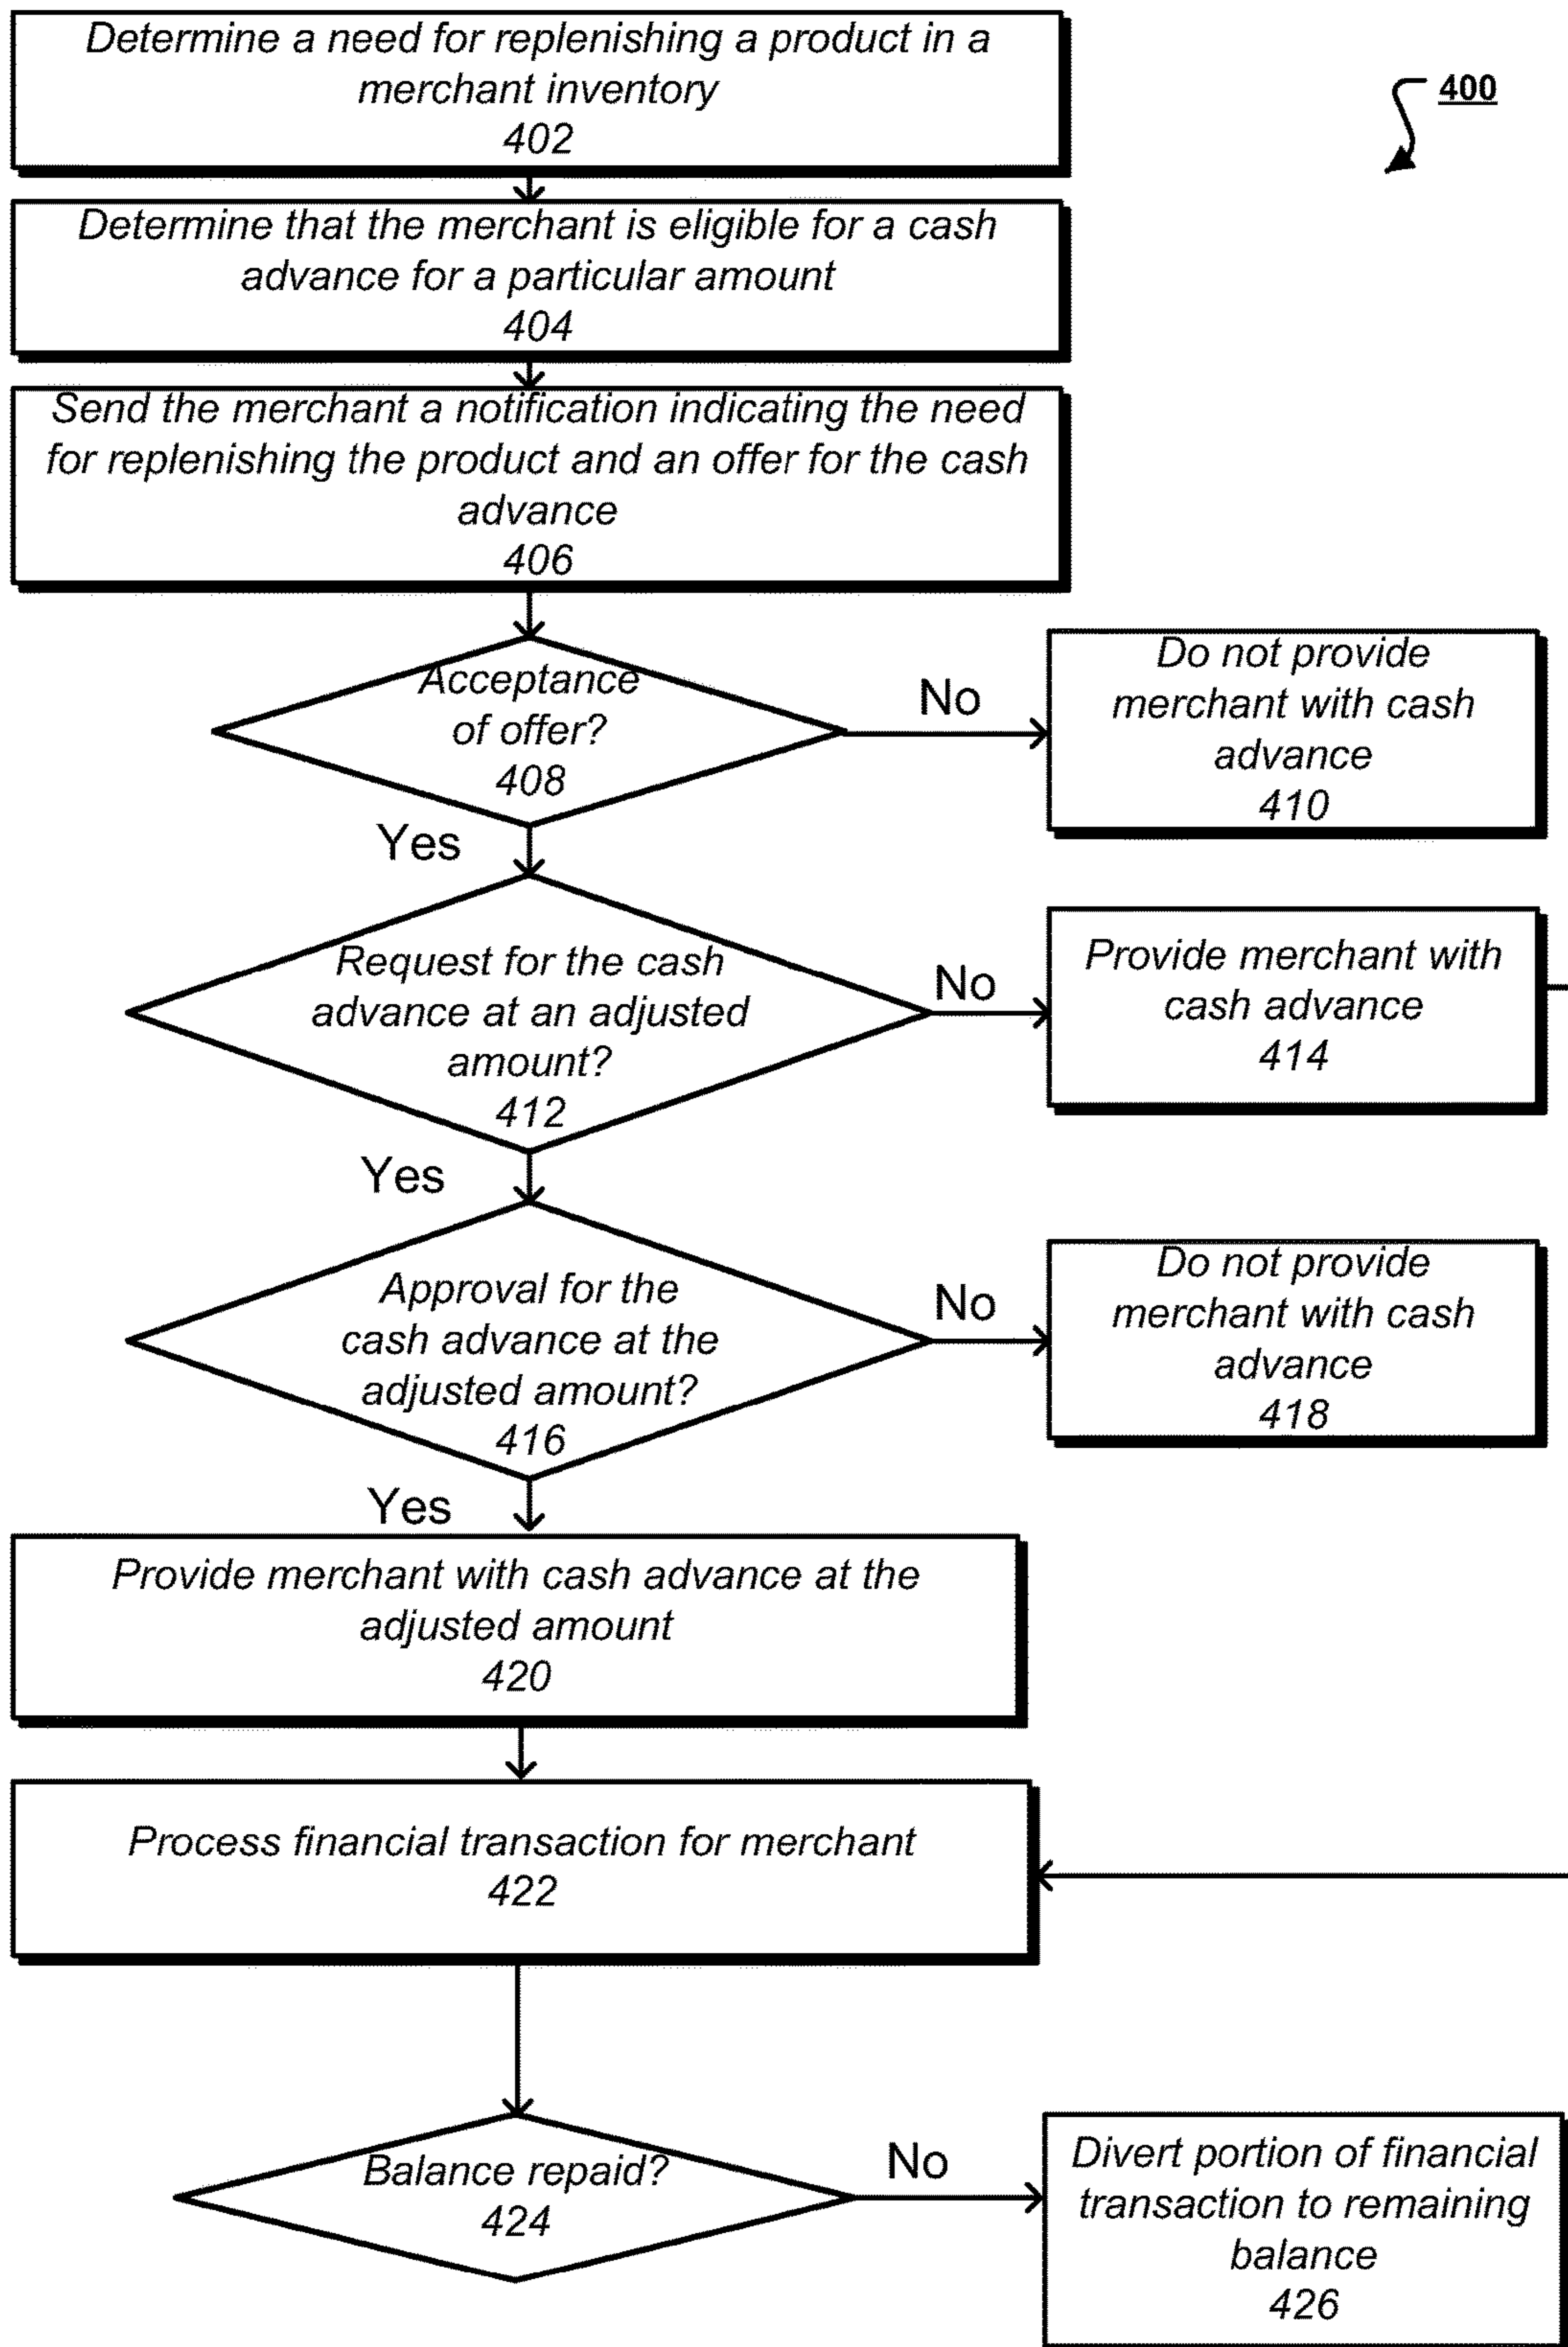 Determine a need for replenishing a product in a
merchant inventory
402
400
Determine that the merchant is eligible for a cash
advance for a particular amount
404
Send the merchant a notification indicating the need
for replenishing the product and an offer for the cash
advance
406
Acceptance
of offer?
408
No
Do not provide
merchant with cash
advance
410
Yes
Request for the cash
advance at an adjusted
amount?
412
No
Provide merchant with
cash advance
414
Yes
Approval for the
cash advance at the
adjusted amount?
416
No
Do not provide
merchant with cash
advance
418
Yes
Provide merchant with cash advance at the
adjusted amount
420
Process financial transaction for merchant
422
Balance repaid?
424
No
Divert portion of financial
transaction to remaining
balance
426